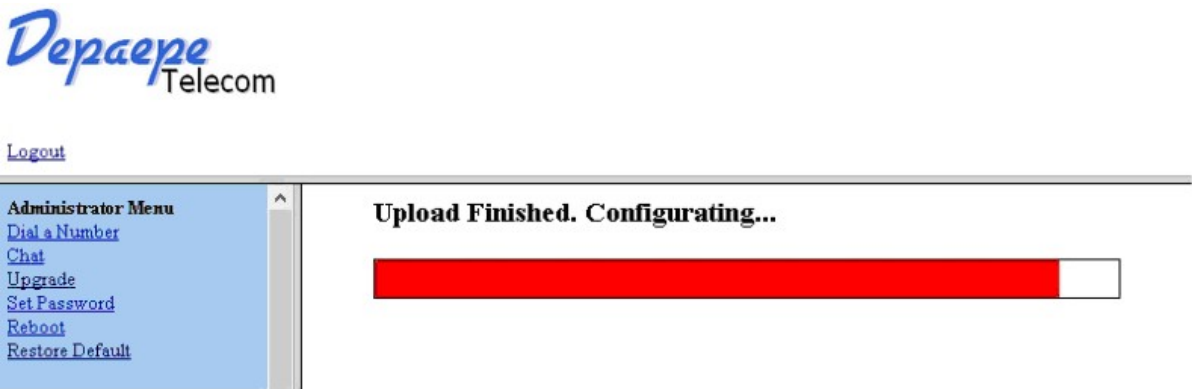 Depaepe
Telecom
Logout
Administrator Menu
Dial a Number
Chat
Upgrade
Set Password
Reboot
Restore Default
Upload Finished. Configurating...